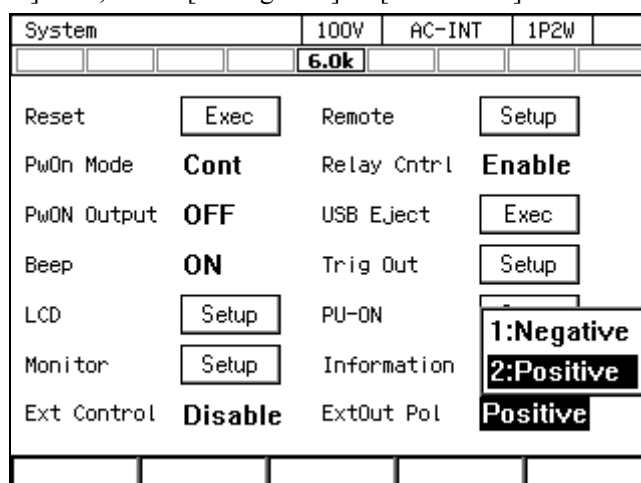 System 100V AC-INT 1P2W
6.0k
Reset Exec Remote Setup
PwOn Mode Cont Relay Cntrl Enable
PwON Output OFF USB Eject Exec
Beep ON Trig Out Setup
LCD Setup PU-ON
1:Negative
Monitor Setup Information 2:Positive
Ext Control Disable ExtOut Pol Positive